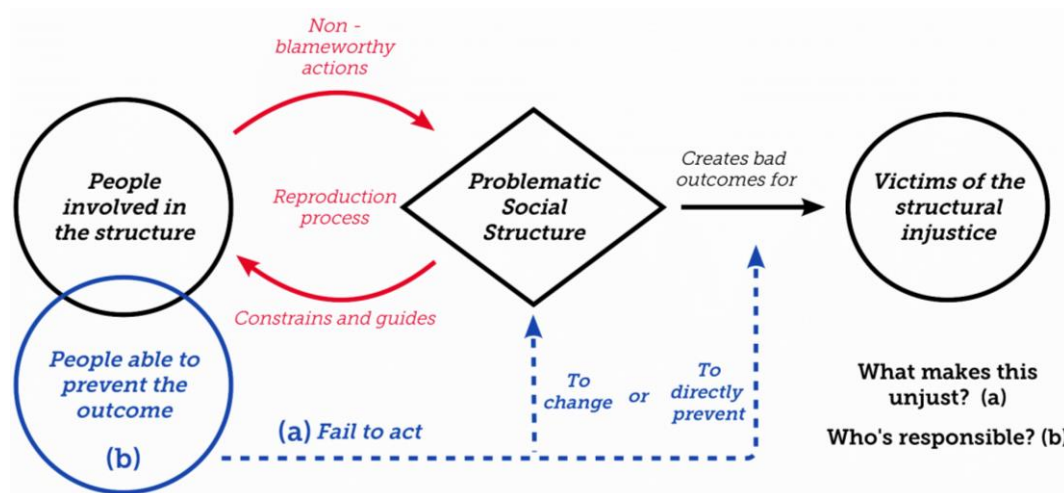 Non -
blameworthy
actions
People
involved in
the structure
Reproduction
process
Problematic
Social
Structure
Creates bad
outcomes for
Victims of the
structural
injustice
Constrains and guides
People able to
prevent the
outcome
(b)
(a) Fail to act
To
change
or
To
directly
prevent
What makes this
unjust? (a)
Who's responsible? (b)